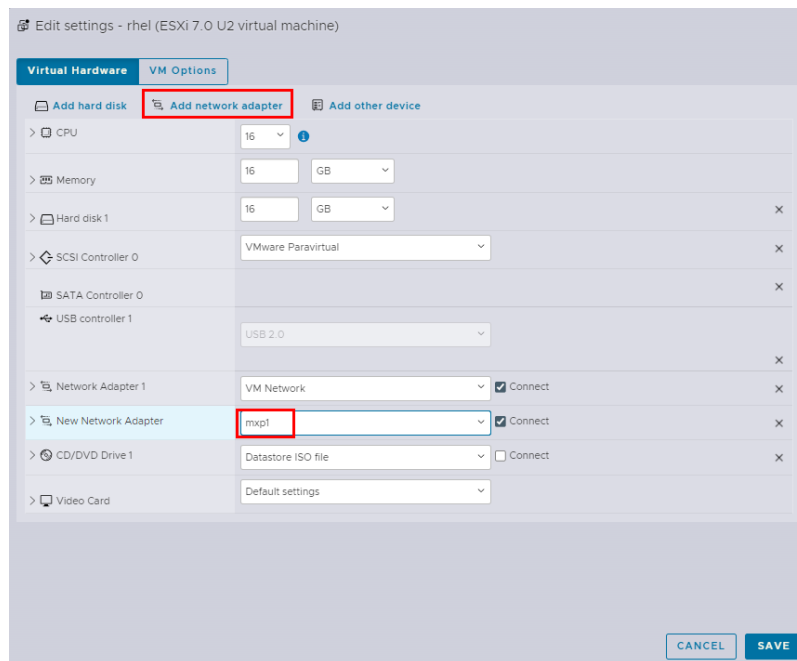 Edit settings - rhel (ESXi 7.0 U2 virtual machine)
Virtual Hardware VM Options
Add hard disk Add network adapter Add other device
CPU 16
Memory 16 GB
Hard disk 1 16 GB
SCSI Controller 0 VMware Paravirtual
SATA Controller 0
USB controller 1
USB 2.0
Network Adapter 1 VM Network Connect
New Network Adapter mxp1 Connect
CD/DVD Drive 1 Datastore ISO file Connect
Video Card Default settings
CANCEL SAVE